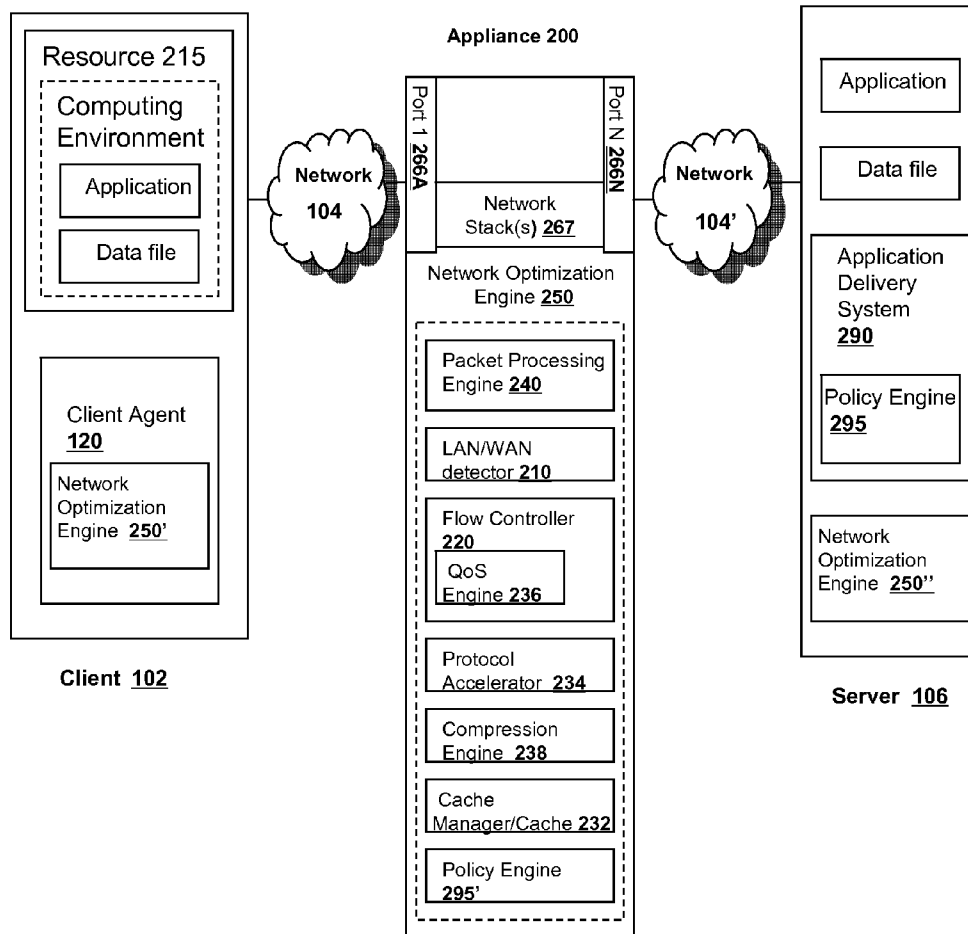 Resource 215
Computing
Environment
Application
Data file
Client Agent
120
Network
Optimization
Engine 250'
Client 102
Network
104
Appliance 200
Port 1 266A
Port N 266N
Network
Stack(s) 267
Network Optimization
Engine 250
Packet Processing
Engine 240
LAN/WAN
detector 210
Flow Controller
220
QoS
Engine 236
Protocol
Accelerator 234
Compression
Engine 238
Cache
Manager/Cache 232
Policy Engine
295'
Network
104'
Application
Data file
Application
Delivery
System
290
Policy Engine
295
Network
Optimization
Engine 250''
Server 106